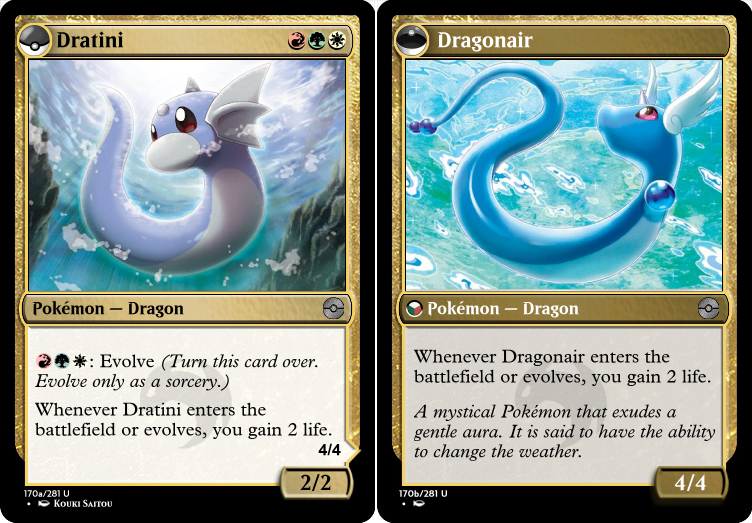 Dratini
Pokémon — Dragon
: Evolve (Turn this card over.
Evolve only as a sorcery.)
Whenever Dratini enters the
battlefield or evolves, you gain 2 life.
4/4
2/2
170a/281 U
• Kouki Saitou
Dragonair
Pokémon — Dragon
Whenever Dragonair enters the
battlefield or evolves, you gain 2 life.
A mystical Pokémon that exudes a
gentle aura. It is said to have the ability
to change the weather.
4/4
170b/281 U
•